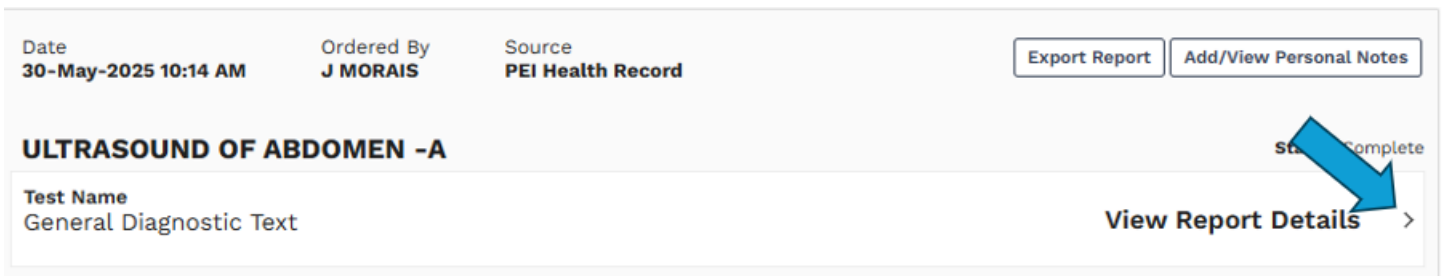 Date
30-May-2025 10:14 AM
Ordered By
J MORAIS
Source
PEI Health Record
Export Report
Add/View Personal Notes
ULTRASOUND OF ABDOMEN -A
Complete
Test Name
General Diagnostic Text
View Report Details